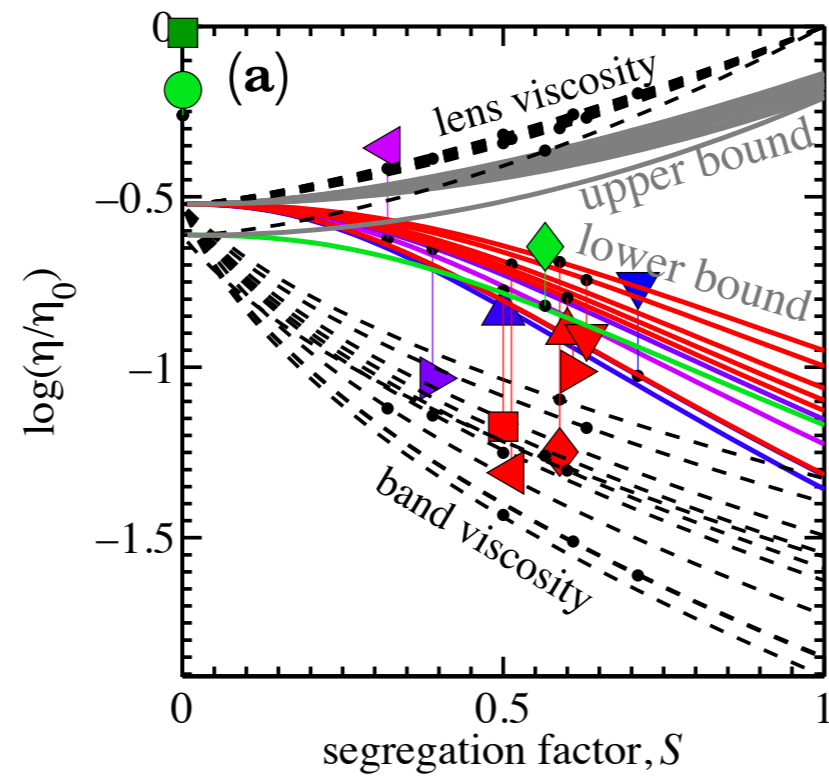 (a)
lens viscosity
upper bound
lower bound
band viscosity
0
−0.5
−1
−1.5
log(η/η0)
0
0.5
1
segregation factor, S